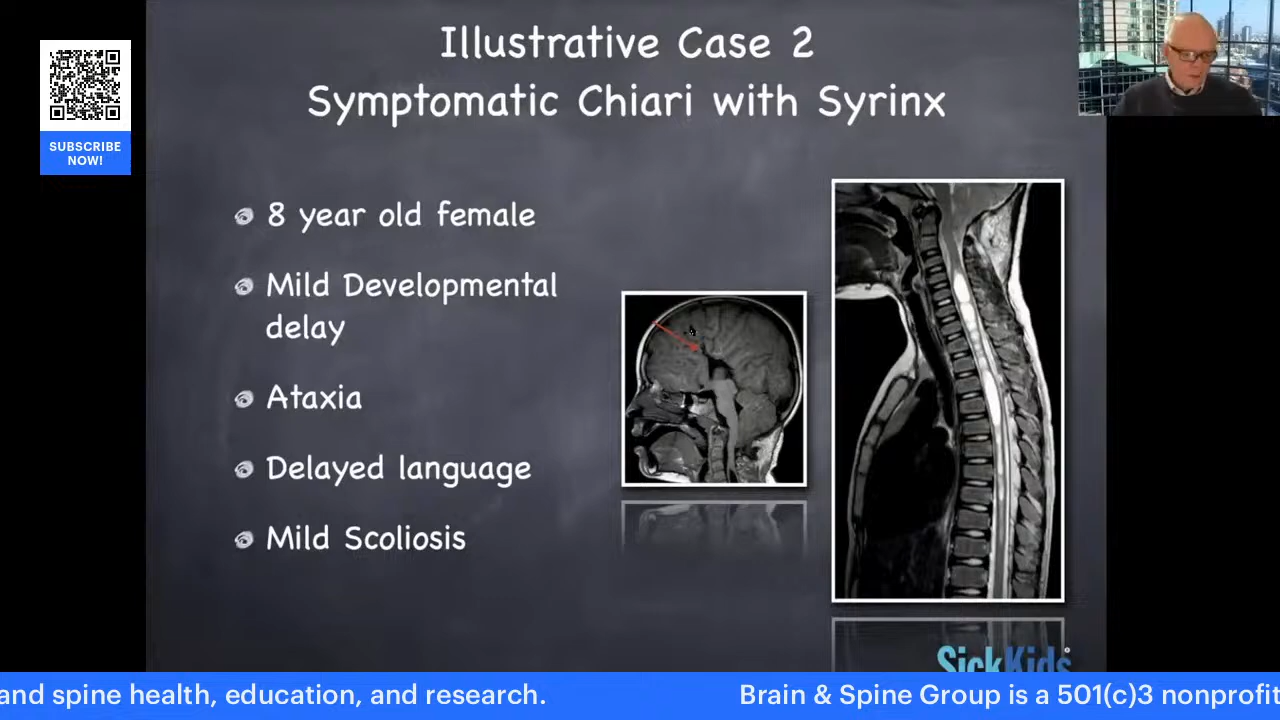 Illustrative Case 2
Symptomatic Chiari with Syrinx
SUBSCRIBE
NOW!
8 year old female
Mild Developmental
delay
Ataxia
Delayed language
Mild Scoliosis
SickKids®
and spine health, education, and research.
Brain & Spine Group is a 501(c)3 nonprofit